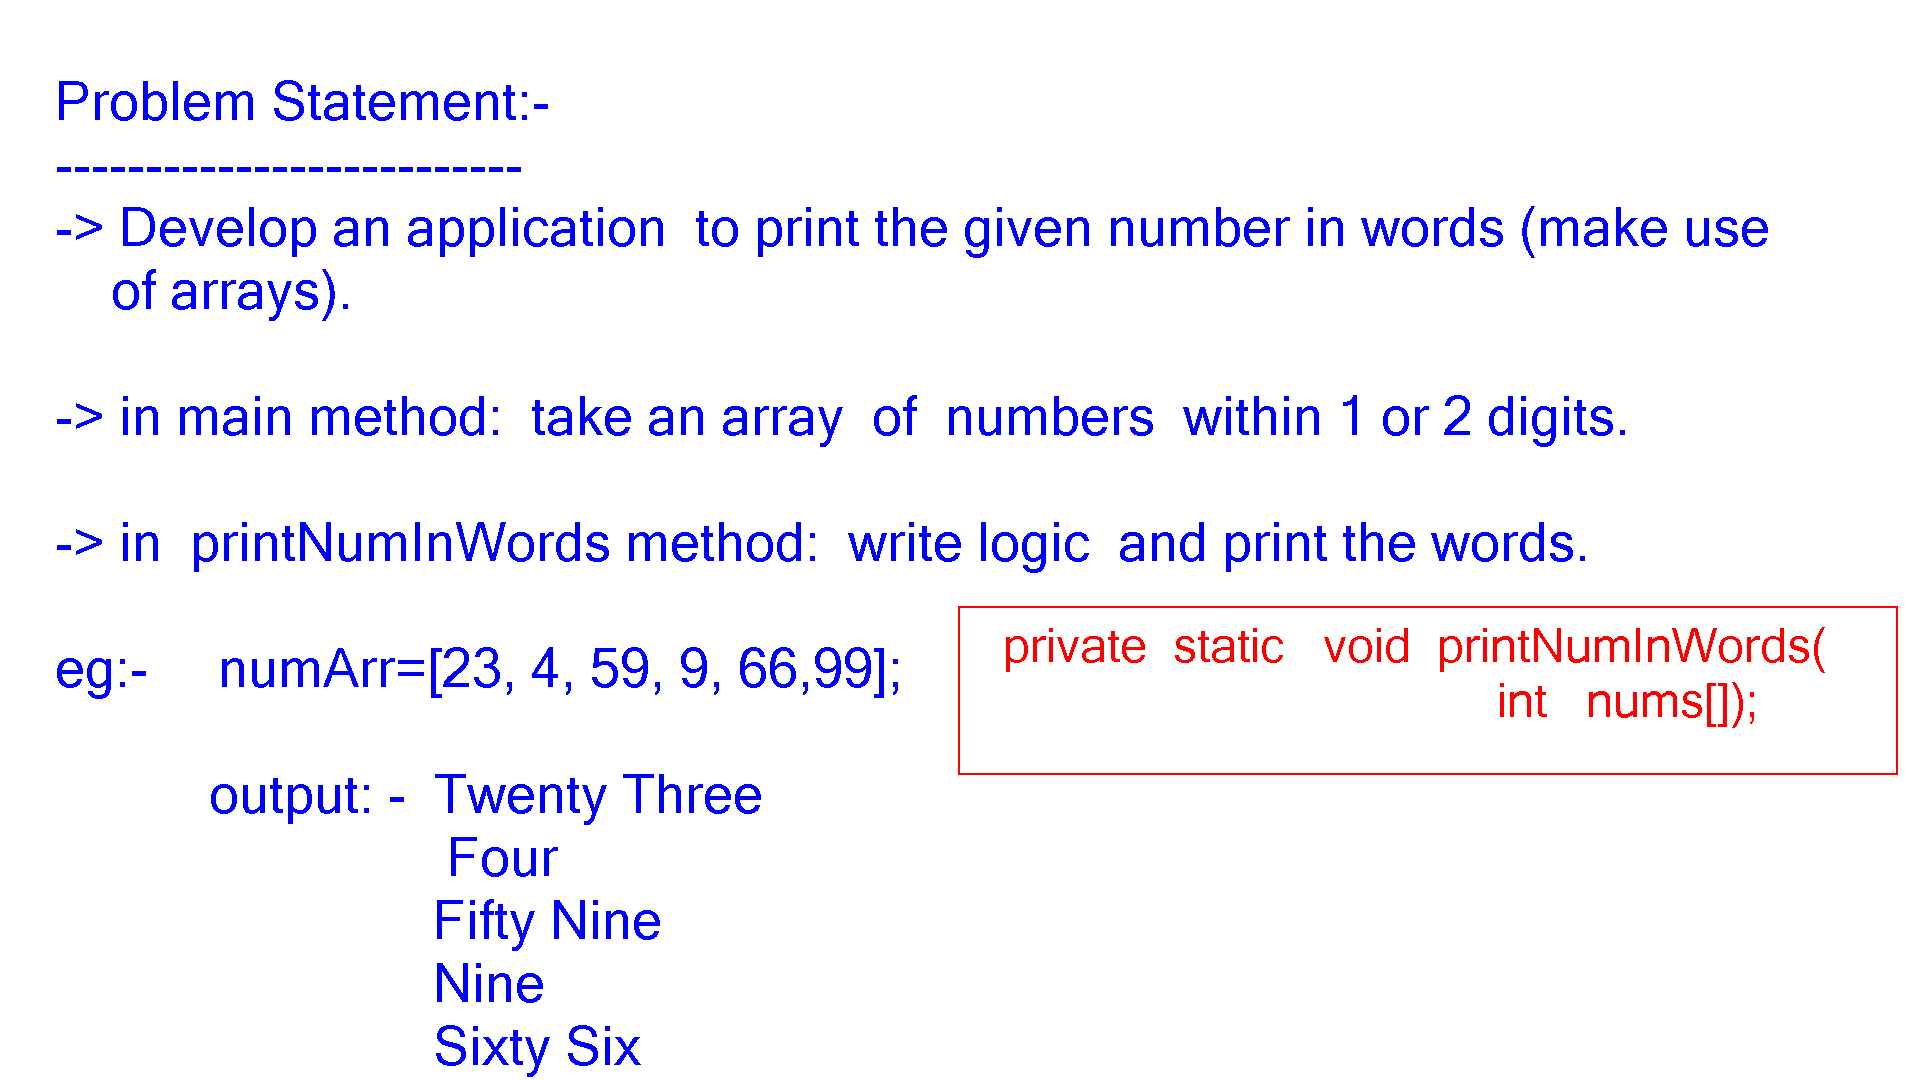 Problem Statement:-
--------------------------
-> Develop an application to print the given number in words (make use
of arrays).
-> in main method: take an array of numbers within 1 or 2 digits.
-> in printNumInWords method: write logic and print the words.
eg:- numArr=[23, 4, 59, 9, 66,99];
private static void printNumInWords(
int nums[]);
output: - Twenty Three
Four
Fifty Nine
Nine
Sixty Six